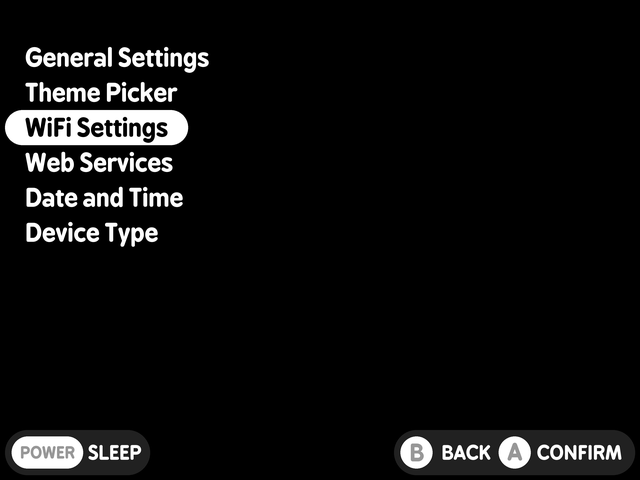 General Settings
Theme Picker
WiFi Settings
Web Services
Date and Time
Device Type
POWER SLEEP B BACK A CONFIRM